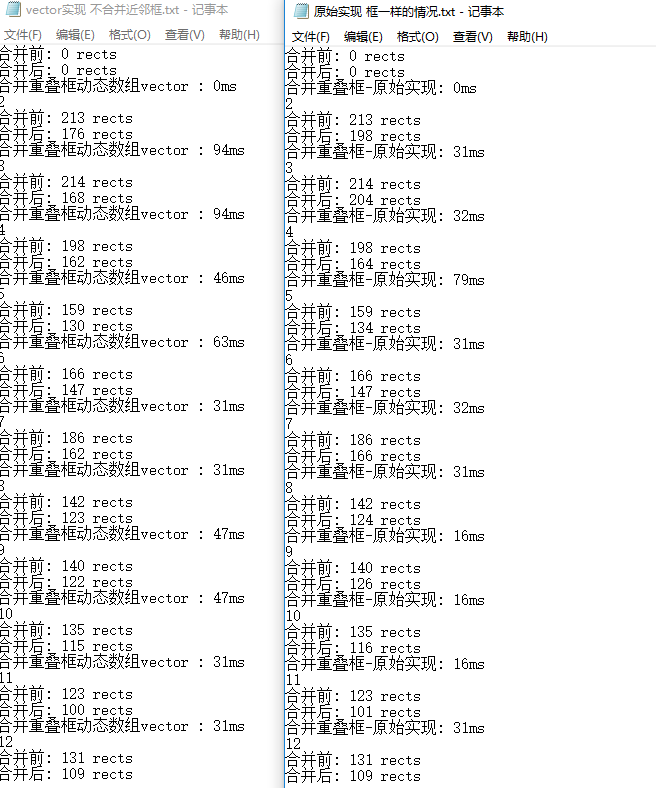 vector实现 不合并近邻框.txt - 记事本
文件(F) 编辑(E) 格式(O) 查看(V) 帮助(H)
合并前: 0 rects
合并后: 0 rects
合并重叠框动态数组vector : 0ms
2
合并前: 213 rects
合并后: 176 rects
合并重叠框动态数组vector : 94ms
3
合并前: 214 rects
合并后: 168 rects
合并重叠框动态数组vector : 94ms
4
合并前: 198 rects
合并后: 162 rects
合并重叠框动态数组vector : 46ms
5
合并前: 159 rects
合并后: 130 rects
合并重叠框动态数组vector : 63ms
6
合并前: 166 rects
合并后: 147 rects
合并重叠框动态数组vector : 31ms
7
合并前: 186 rects
合并后: 162 rects
合并重叠框动态数组vector : 31ms
8
合并前: 142 rects
合并后: 123 rects
合并重叠框动态数组vector : 47ms
9
合并前: 140 rects
合并后: 122 rects
合并重叠框动态数组vector : 47ms
10
合并前: 135 rects
合并后: 115 rects
合并重叠框动态数组vector : 31ms
11
合并前: 123 rects
合并后: 100 rects
合并重叠框动态数组vector : 31ms
12
合并前: 131 rects
合并后: 109 rects
原始实现 框一样的情况.txt - 记事本
文件(F) 编辑(E) 格式(O) 查看(V) 帮助(H)
合并前: 0 rects
合并后: 0 rects
合并重叠框-原始实现: 0ms
2
合并前: 213 rects
合并后: 198 rects
合并重叠框-原始实现: 31ms
3
合并前: 214 rects
合并后: 204 rects
合并重叠框-原始实现: 32ms
4
合并前: 198 rects
合并后: 164 rects
合并重叠框-原始实现: 79ms
5
合并前: 159 rects
合并后: 134 rects
合并重叠框-原始实现: 31ms
6
合并前: 166 rects
合并后: 147 rects
合并重叠框-原始实现: 32ms
7
合并前: 186 rects
合并后: 166 rects
合并重叠框-原始实现: 31ms
8
合并前: 142 rects
合并后: 124 rects
合并重叠框-原始实现: 16ms
9
合并前: 140 rects
合并后: 126 rects
合并重叠框-原始实现: 16ms
10
合并前: 135 rects
合并后: 116 rects
合并重叠框-原始实现: 16ms
11
合并前: 123 rects
合并后: 101 rects
合并重叠框-原始实现: 31ms
12
合并前: 131 rects
合并后: 109 rects